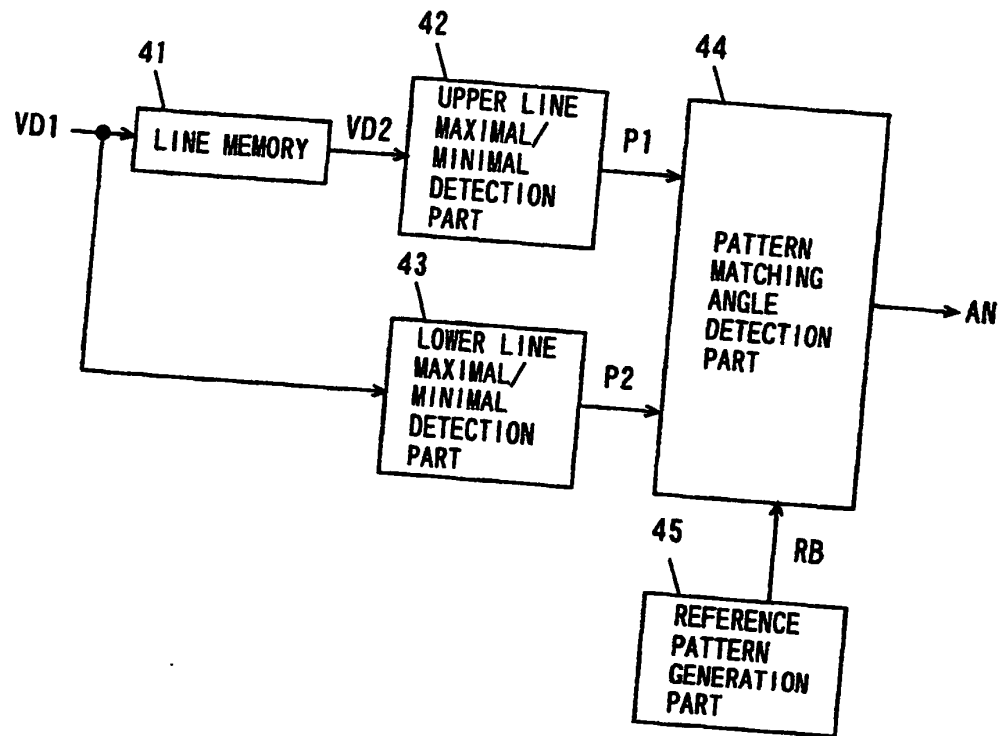 41
42
44
VD1
LINE MEMORY
VD2
UPPER LINE
MAXIMAL/
MINIMAL
DETECTION
PART
P1
43
LOWER LINE
MAXIMAL/
MINIMAL
DETECTION
PART
P2
PATTERN
MATCHING
ANGLE
DETECTION
PART
AN
45
RB
REFERENCE
PATTERN
GENERATION
PART